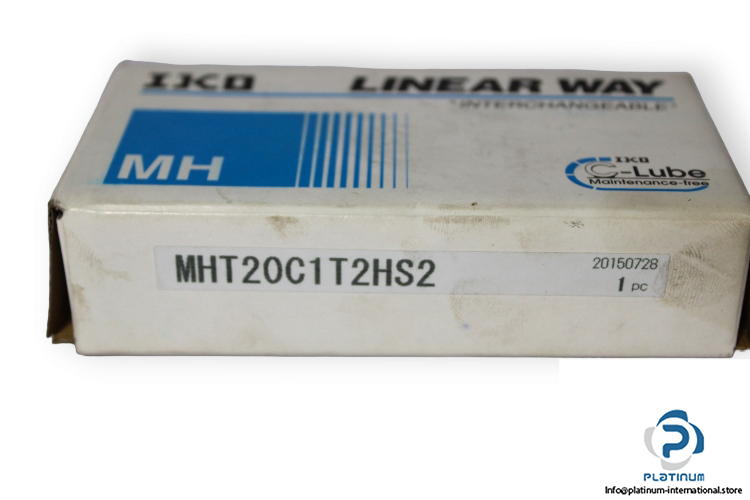 IKO LINEAR WAY
"INTERCHANGEABLE"
MH
IKO
C-Lube
Maintenance-free
MHT20C1T2HS2
20150728
1 pc
PLATINUM
Info@platinum-international.store